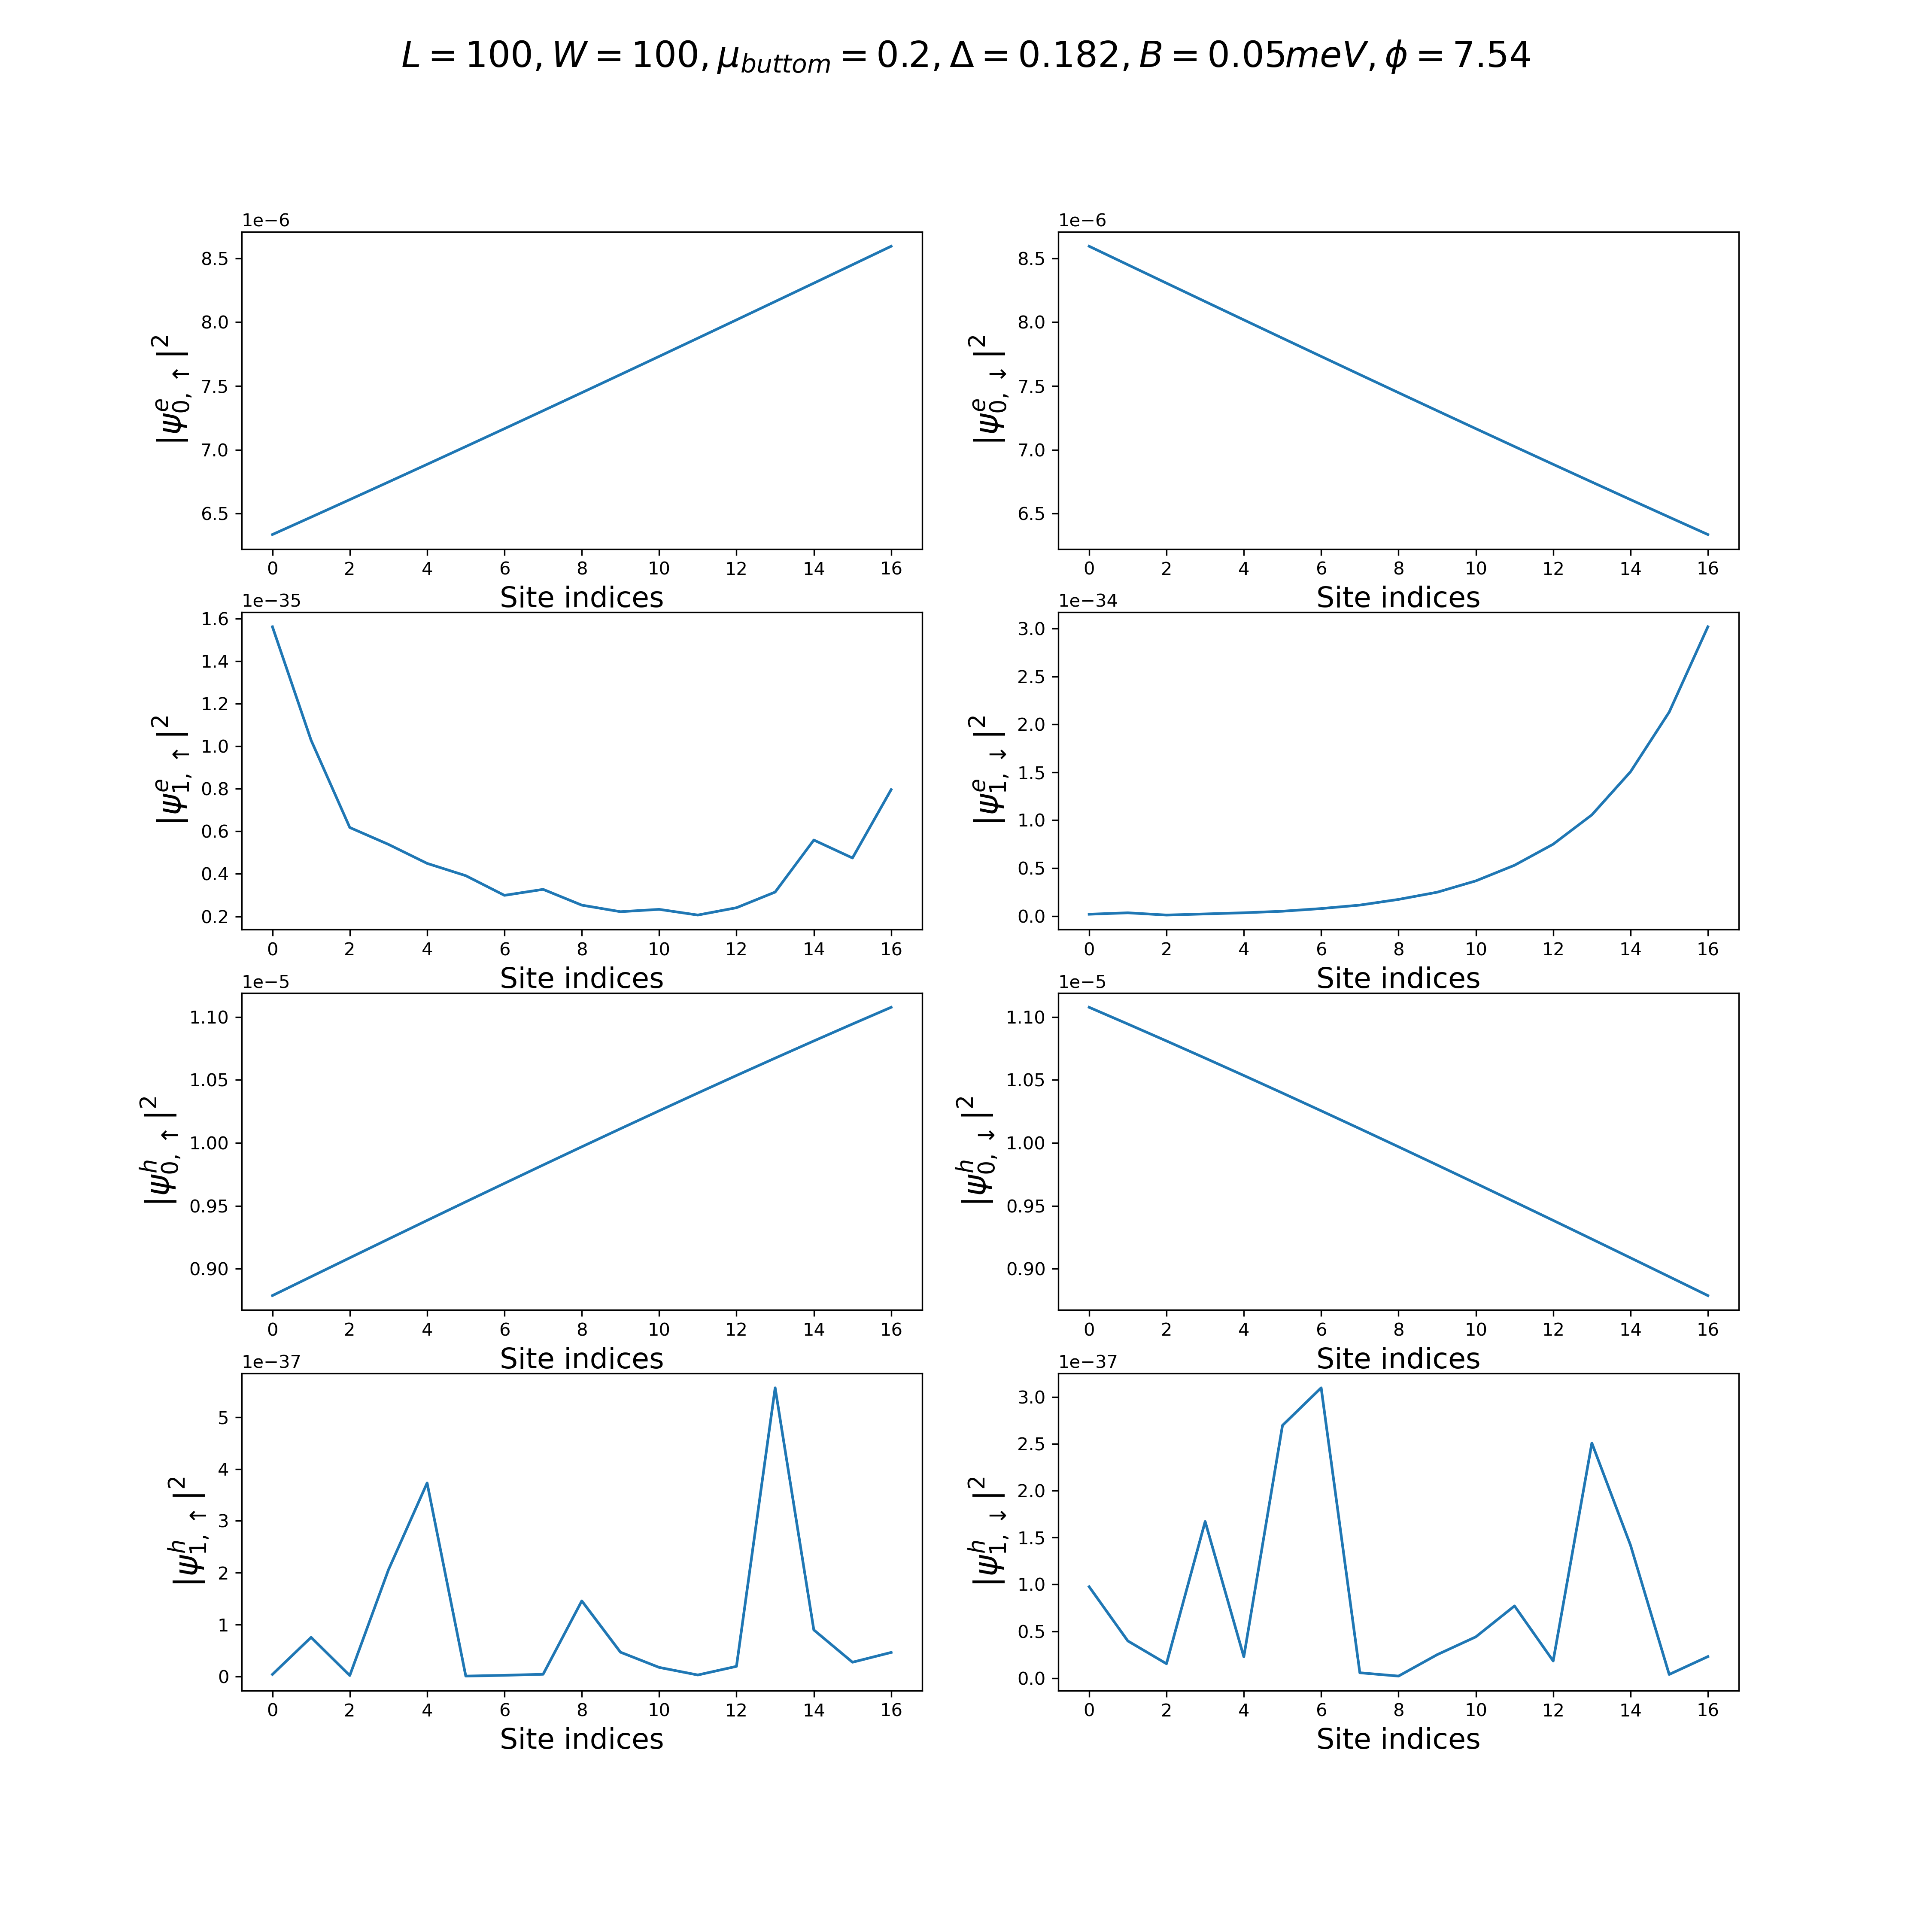 L = 100, W = 100, μ_buttom = 0.2, Δ = 0.182, B = 0.05meV, ϕ = 7.54
1e−6
|ψ^e_{0,↑}|^2
8.5
8.0
7.5
7.0
6.5
0 2 4 6 8 10 12 14 16
Site indices
1e−6
|ψ^e_{0,↓}|^2
8.5
8.0
7.5
7.0
6.5
0 2 4 6 8 10 12 14 16
Site indices
1e−35
|ψ^e_{1,↑}|^2
1.6
1.4
1.2
1.0
0.8
0.6
0.4
0.2
0 2 4 6 8 10 12 14 16
Site indices
1e−34
|ψ^e_{1,↓}|^2
3.0
2.5
2.0
1.5
1.0
0.5
0.0
0 2 4 6 8 10 12 14 16
Site indices
1e−5
|ψ^h_{0,↑}|^2
1.10
1.05
1.00
0.95
0.90
0 2 4 6 8 10 12 14 16
Site indices
1e−5
|ψ^h_{0,↓}|^2
1.10
1.05
1.00
0.95
0.90
0 2 4 6 8 10 12 14 16
Site indices
1e−37
|ψ^h_{1,↑}|^2
5
4
3
2
1
0
0 2 4 6 8 10 12 14 16
Site indices
1e−37
|ψ^h_{1,↓}|^2
3.0
2.5
2.0
1.5
1.0
0.5
0.0
0 2 4 6 8 10 12 14 16
Site indices